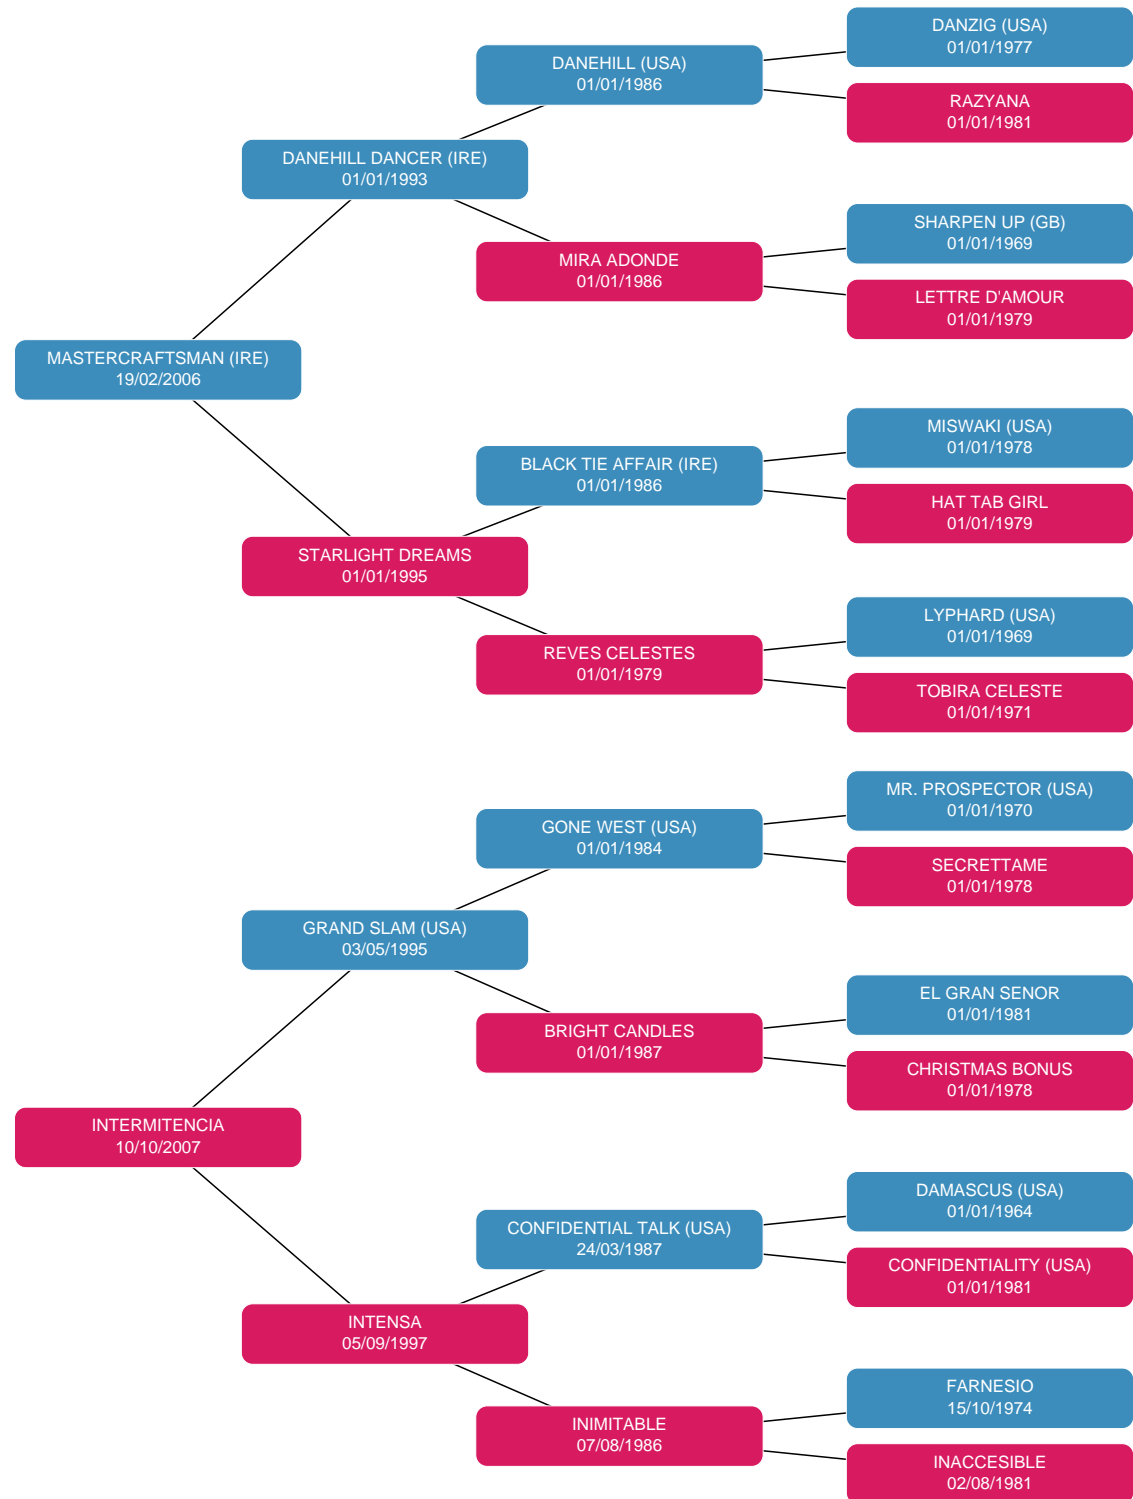 DANZIG (USA)
01/01/1977
DANEHILL (USA)
01/01/1986
RAZYANA
01/01/1981
DANEHILL DANCER (IRE)
01/01/1993
SHARPEN UP (GB)
01/01/1969
MIRA ADONDE
01/01/1986
LETTRE D'AMOUR
01/01/1979
MASTERCRAFTSMAN (IRE)
19/02/2006
MISWAKI (USA)
01/01/1978
BLACK TIE AFFAIR (IRE)
01/01/1986
HAT TAB GIRL
01/01/1979
STARLIGHT DREAMS
01/01/1995
LYPHARD (USA)
01/01/1969
REVES CELESTES
01/01/1979
TOBIRA CELESTE
01/01/1971
MR. PROSPECTOR (USA)
01/01/1970
GONE WEST (USA)
01/01/1984
SECRETTAME
01/01/1978
GRAND SLAM (USA)
03/05/1995
EL GRAN SENOR
01/01/1981
BRIGHT CANDLES
01/01/1987
CHRISTMAS BONUS
01/01/1978
INTERMITENCIA
10/10/2007
DAMASCUS (USA)
01/01/1964
CONFIDENTIAL TALK (USA)
24/03/1987
CONFIDENTIALITY (USA)
01/01/1981
INTENSA
05/09/1997
FARNESIO
15/10/1974
INIMITABLE
07/08/1986
INACCESIBLE
02/08/1981